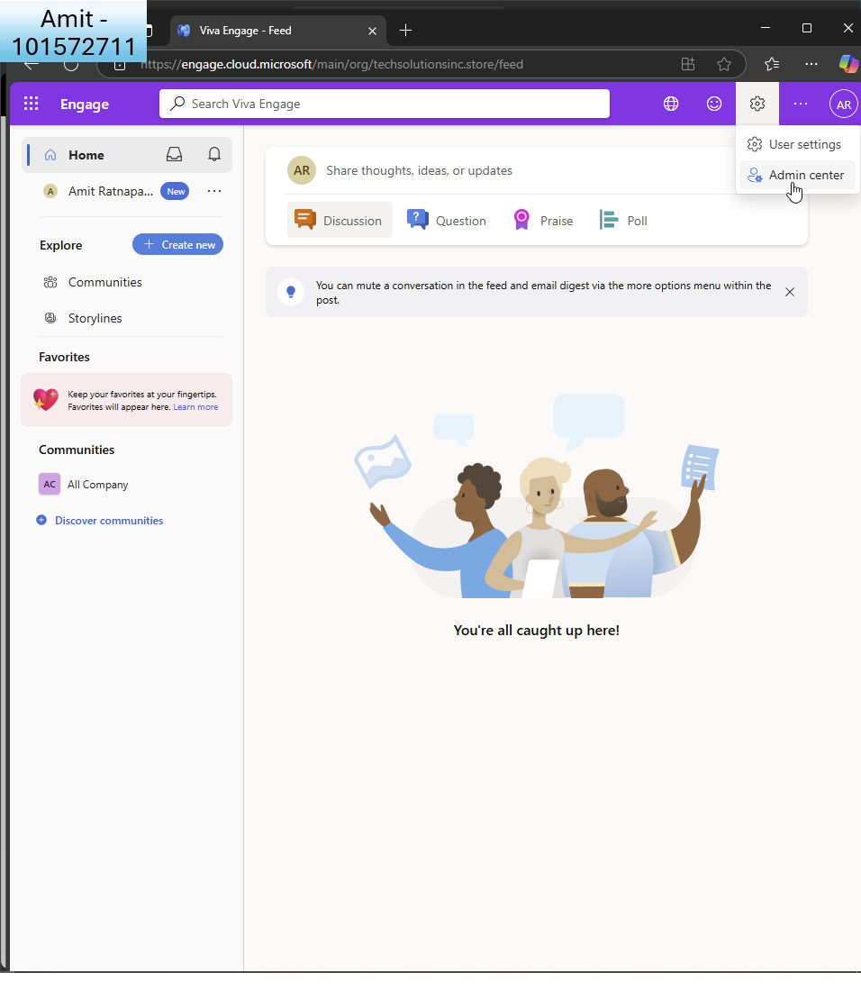 Amit -
101572711
Viva Engage - Feed
https://engage.cloud.microsoft/main/org/techsolutionsinc.store/feed
Engage
Search Viva Engage
AR
User settings
Admin center
Home
Amit Ratnapa... New
A
Explore
Create new
Communities
Storylines
Favorites
Keep your favorites at your fingertips.
Favorites will appear here. Learn more
Communities
AC All Company
Discover communities
AR Share thoughts, ideas, or updates
Discussion Question Praise Poll
You can mute a conversation in the feed and email digest via the more options menu within the
post.
You're all caught up here!